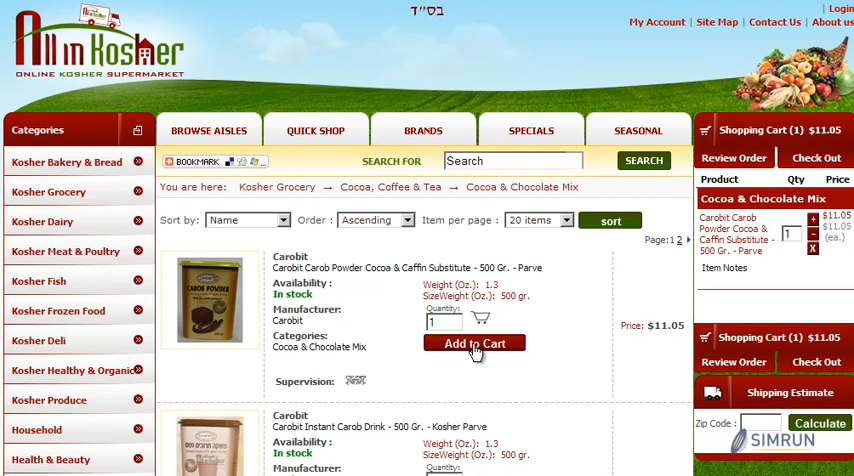 Login
בס״ד
My Account | Site Map | Contact Us | About us
All in Kosher
ONLINE KOSHER SUPERMARKET
Categories
BROWSE AISLES
QUICK SHOP
BRANDS
SPECIALS
SEASONAL
Shopping Cart (1) $11.05
Review Order
Check Out
BOOKMARK
SEARCH FOR
Search
SEARCH
You are here: Kosher Grocery → Cocoa, Coffee & Tea → Cocoa & Chocolate Mix
Sort by: Name Order : Ascending Item per page : 20 items sort
Page:1 2
Kosher Bakery & Bread
Kosher Grocery
Kosher Dairy
Kosher Meat & Poultry
Kosher Fish
Kosher Frozen Food
Kosher Deli
Kosher Healthy & Organic
Kosher Produce
Household
Health & Beauty
CAROB POWDER
Carobit
Carobit Carob Powder Cocoa & Caffin Substitute - 500 Gr. - Parve
Availability :
In stock
Weight (Oz.): 1.3
SizeWeight (Oz.): 500 gr.
Manufacturer:
Carobit
Quantity:
1
Categories:
Cocoa & Chocolate Mix
Add to Cart
Price: $11.05
Supervision:
Carobit
Carobit Instant Carob Drink - 500 Gr. - Kosher Parve
Availability :
In stock
Weight (Oz.): 1.3
SizeWeight (Oz.): 500 gr.
Manufacturer:
Quantity:
Product Qty Price
Cocoa & Chocolate Mix
Carobit Carob
Powder Cocoa &
Caffin Substitute -
500 Gr. - Parve
1
+
-
X
$11.05
$11.05
(ea.)
Item Notes
Shopping Cart (1) $11.05
Review Order
Check Out
Shipping Estimate
Zip Code :
Calculate
SIMRUN